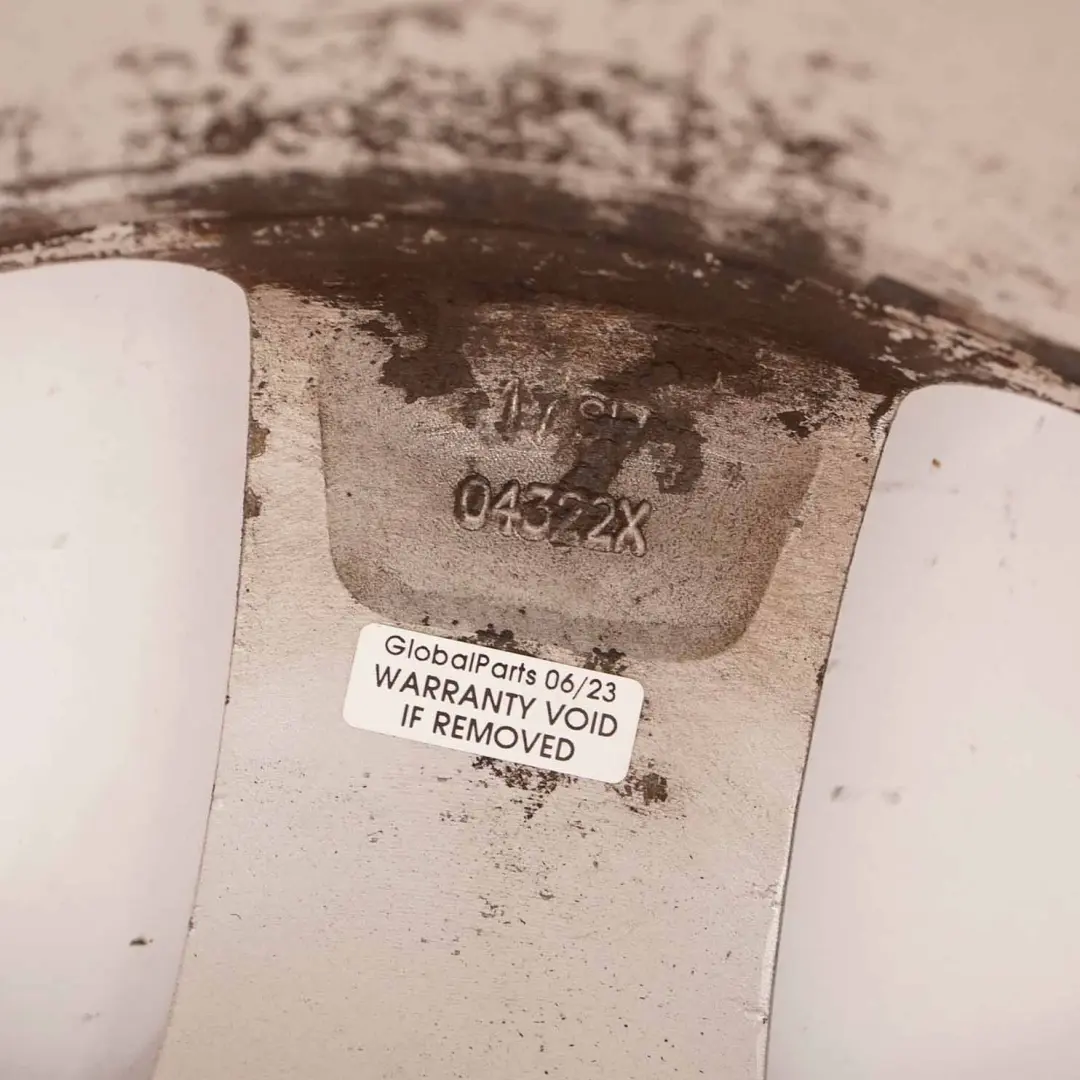 04322X
GlobalParts 06/23
WARRANTY VOID
IF REMOVED